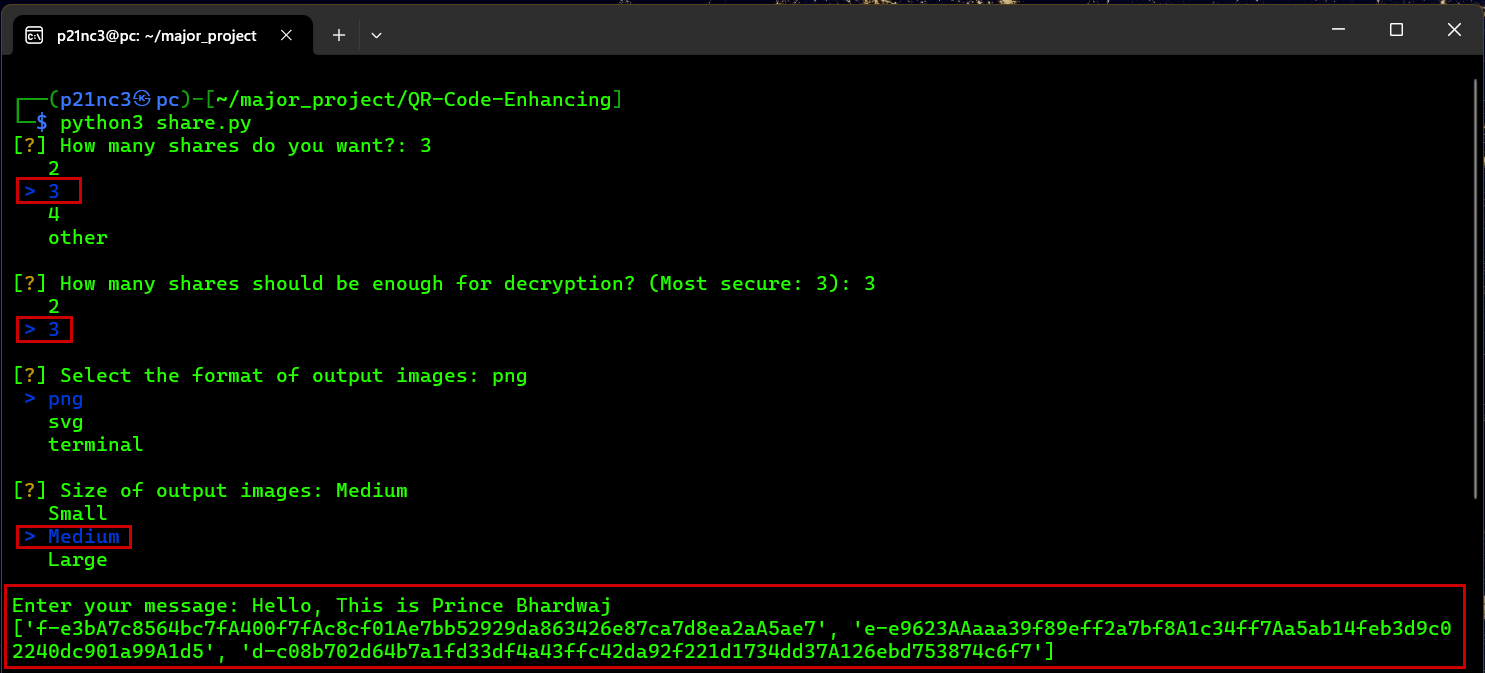 p21nc3@pc: ~/major_project
┌──(p21nc3㉿pc)-[~/major_project/QR-Code-Enhancing]
└─$ python3 share.py
[?] How many shares do you want?: 3
   2
 > 3
   4
   other
[?] How many shares should be enough for decryption? (Most secure: 3): 3
   2
 > 3
[?] Select the format of output images: png
 > png
   svg
   terminal
[?] Size of output images: Medium
   Small
 > Medium
   Large
Enter your message: Hello, This is Prince Bhardwaj
['f-e3bA7c8564bc7fA400f7fAc8cf01Ae7bb52929da863426e87ca7d8ea2aA5ae7', 'e-e9623AAaaa39f89eff2a7bf8A1c34ff7Aa5ab14feb3d9c0
2240dc901a99A1d5', 'd-c08b702d64b7a1fd33df4a43ffc42da92f221d1734dd37A126ebd753874c6f7']